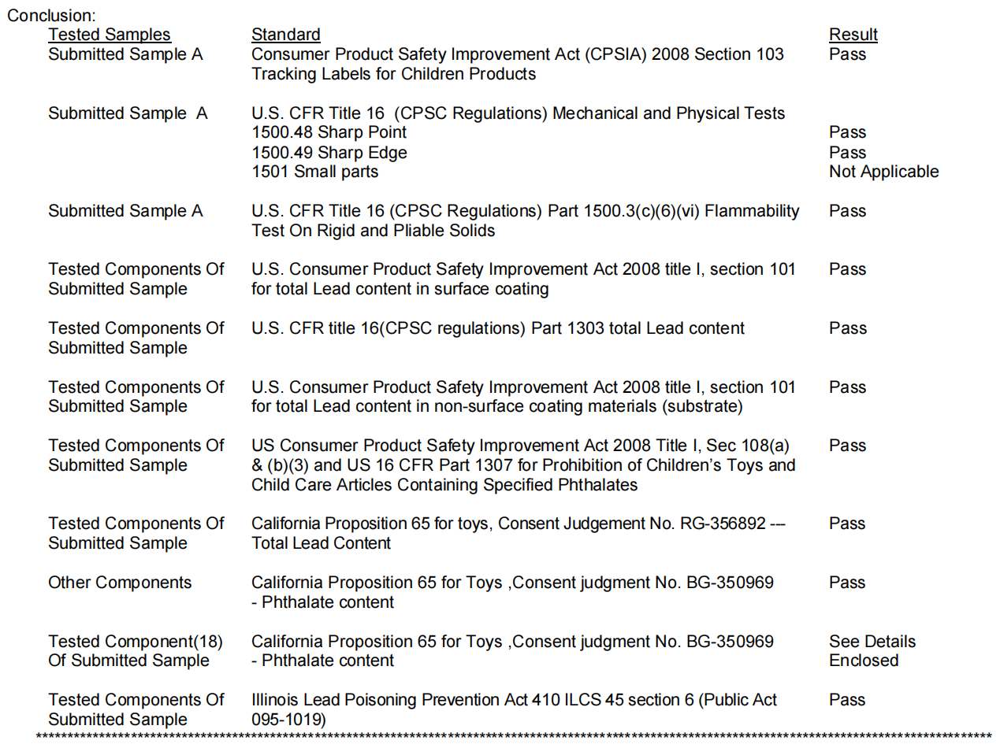 Conclusion:
Tested Samples Standard Result
Submitted Sample A Consumer Product Safety Improvement Act (CPSIA) 2008 Section 103 Pass
Tracking Labels for Children Products
Submitted Sample A U.S. CFR Title 16 (CPSC Regulations) Mechanical and Physical Tests
1500.48 Sharp Point Pass
1500.49 Sharp Edge Pass
1501 Small parts Not Applicable
Submitted Sample A U.S. CFR Title 16 (CPSC Regulations) Part 1500.3(c)(6)(vi) Flammability Pass
Test On Rigid and Pliable Solids
Tested Components Of U.S. Consumer Product Safety Improvement Act 2008 title I, section 101 Pass
Submitted Sample for total Lead content in surface coating
Tested Components Of U.S. CFR title 16(CPSC regulations) Part 1303 total Lead content Pass
Submitted Sample
Tested Components Of U.S. Consumer Product Safety Improvement Act 2008 title I, section 101 Pass
Submitted Sample for total Lead content in non-surface coating materials (substrate)
Tested Components Of US Consumer Product Safety Improvement Act 2008 Title I, Sec 108(a) Pass
Submitted Sample & (b)(3) and US 16 CFR Part 1307 for Prohibition of Children's Toys and
Child Care Articles Containing Specified Phthalates
Tested Components Of California Proposition 65 for toys, Consent Judgement No. RG-356892 --- Pass
Submitted Sample Total Lead Content
Other Components California Proposition 65 for Toys ,Consent judgment No. BG-350969 Pass
- Phthalate content
Tested Component(18) California Proposition 65 for Toys ,Consent judgment No. BG-350969 See Details
Of Submitted Sample - Phthalate content Enclosed
Tested Components Of Illinois Lead Poisoning Prevention Act 410 ILCS 45 section 6 (Public Act Pass
Submitted Sample 095-1019)